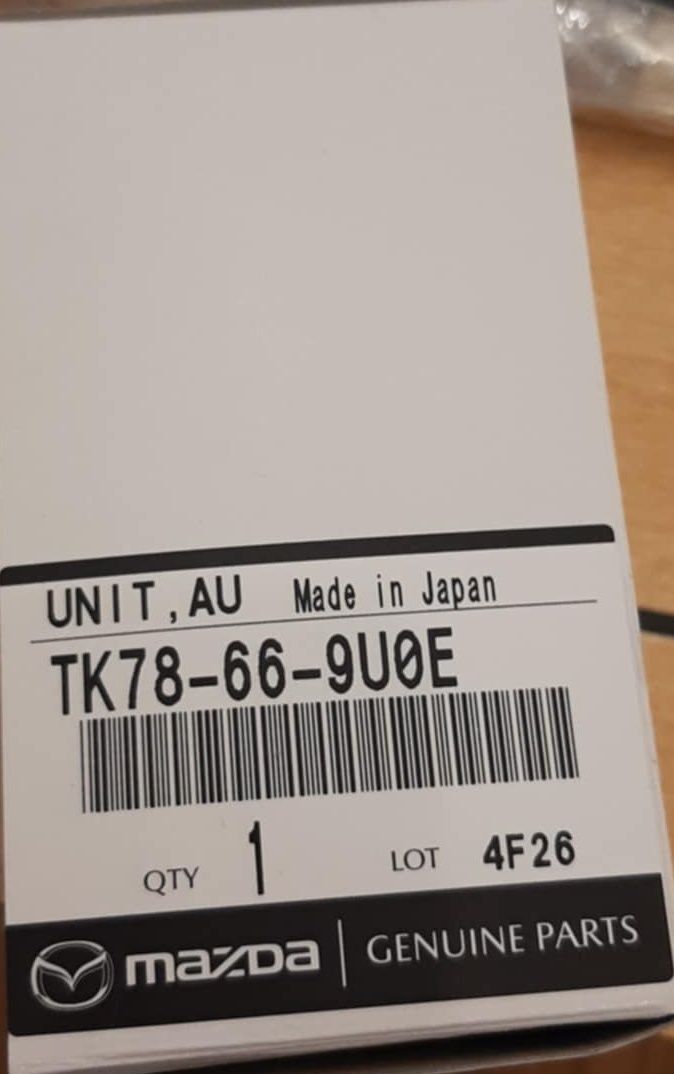 UNIT,AU Made in Japan
TK78-66-9U0E
QTY 1 LOT 4F26
mazda GENUINE PARTS